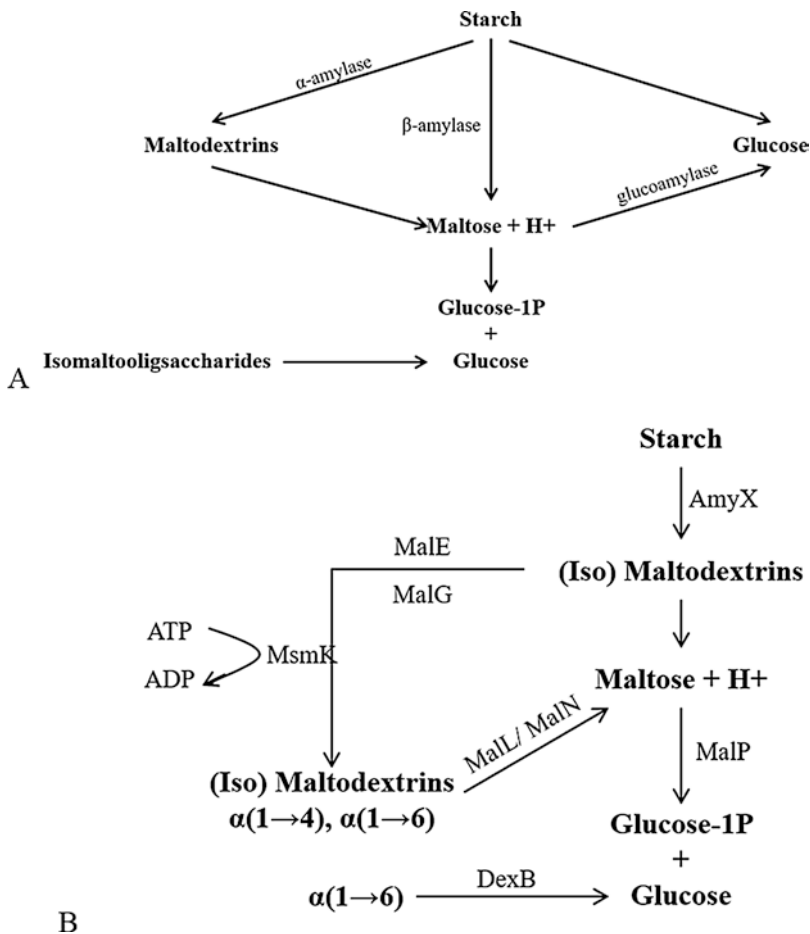 Starch
α-amylase
β-amylase
Maltodextrins
Glucose
glucoamylase
Maltose + H+
Glucose-1P
+
Isomaltooligsaccharides
Glucose
A
Starch
AmyX
MalE
(Iso) Maltodextrins
MalG
ATP
MsmK
ADP
Maltose + H+
MalL/ MalN
MalP
(Iso) Maltodextrins
α(1→4), α(1→6)
Glucose-1P
+
α(1→6)
DexB
Glucose
B